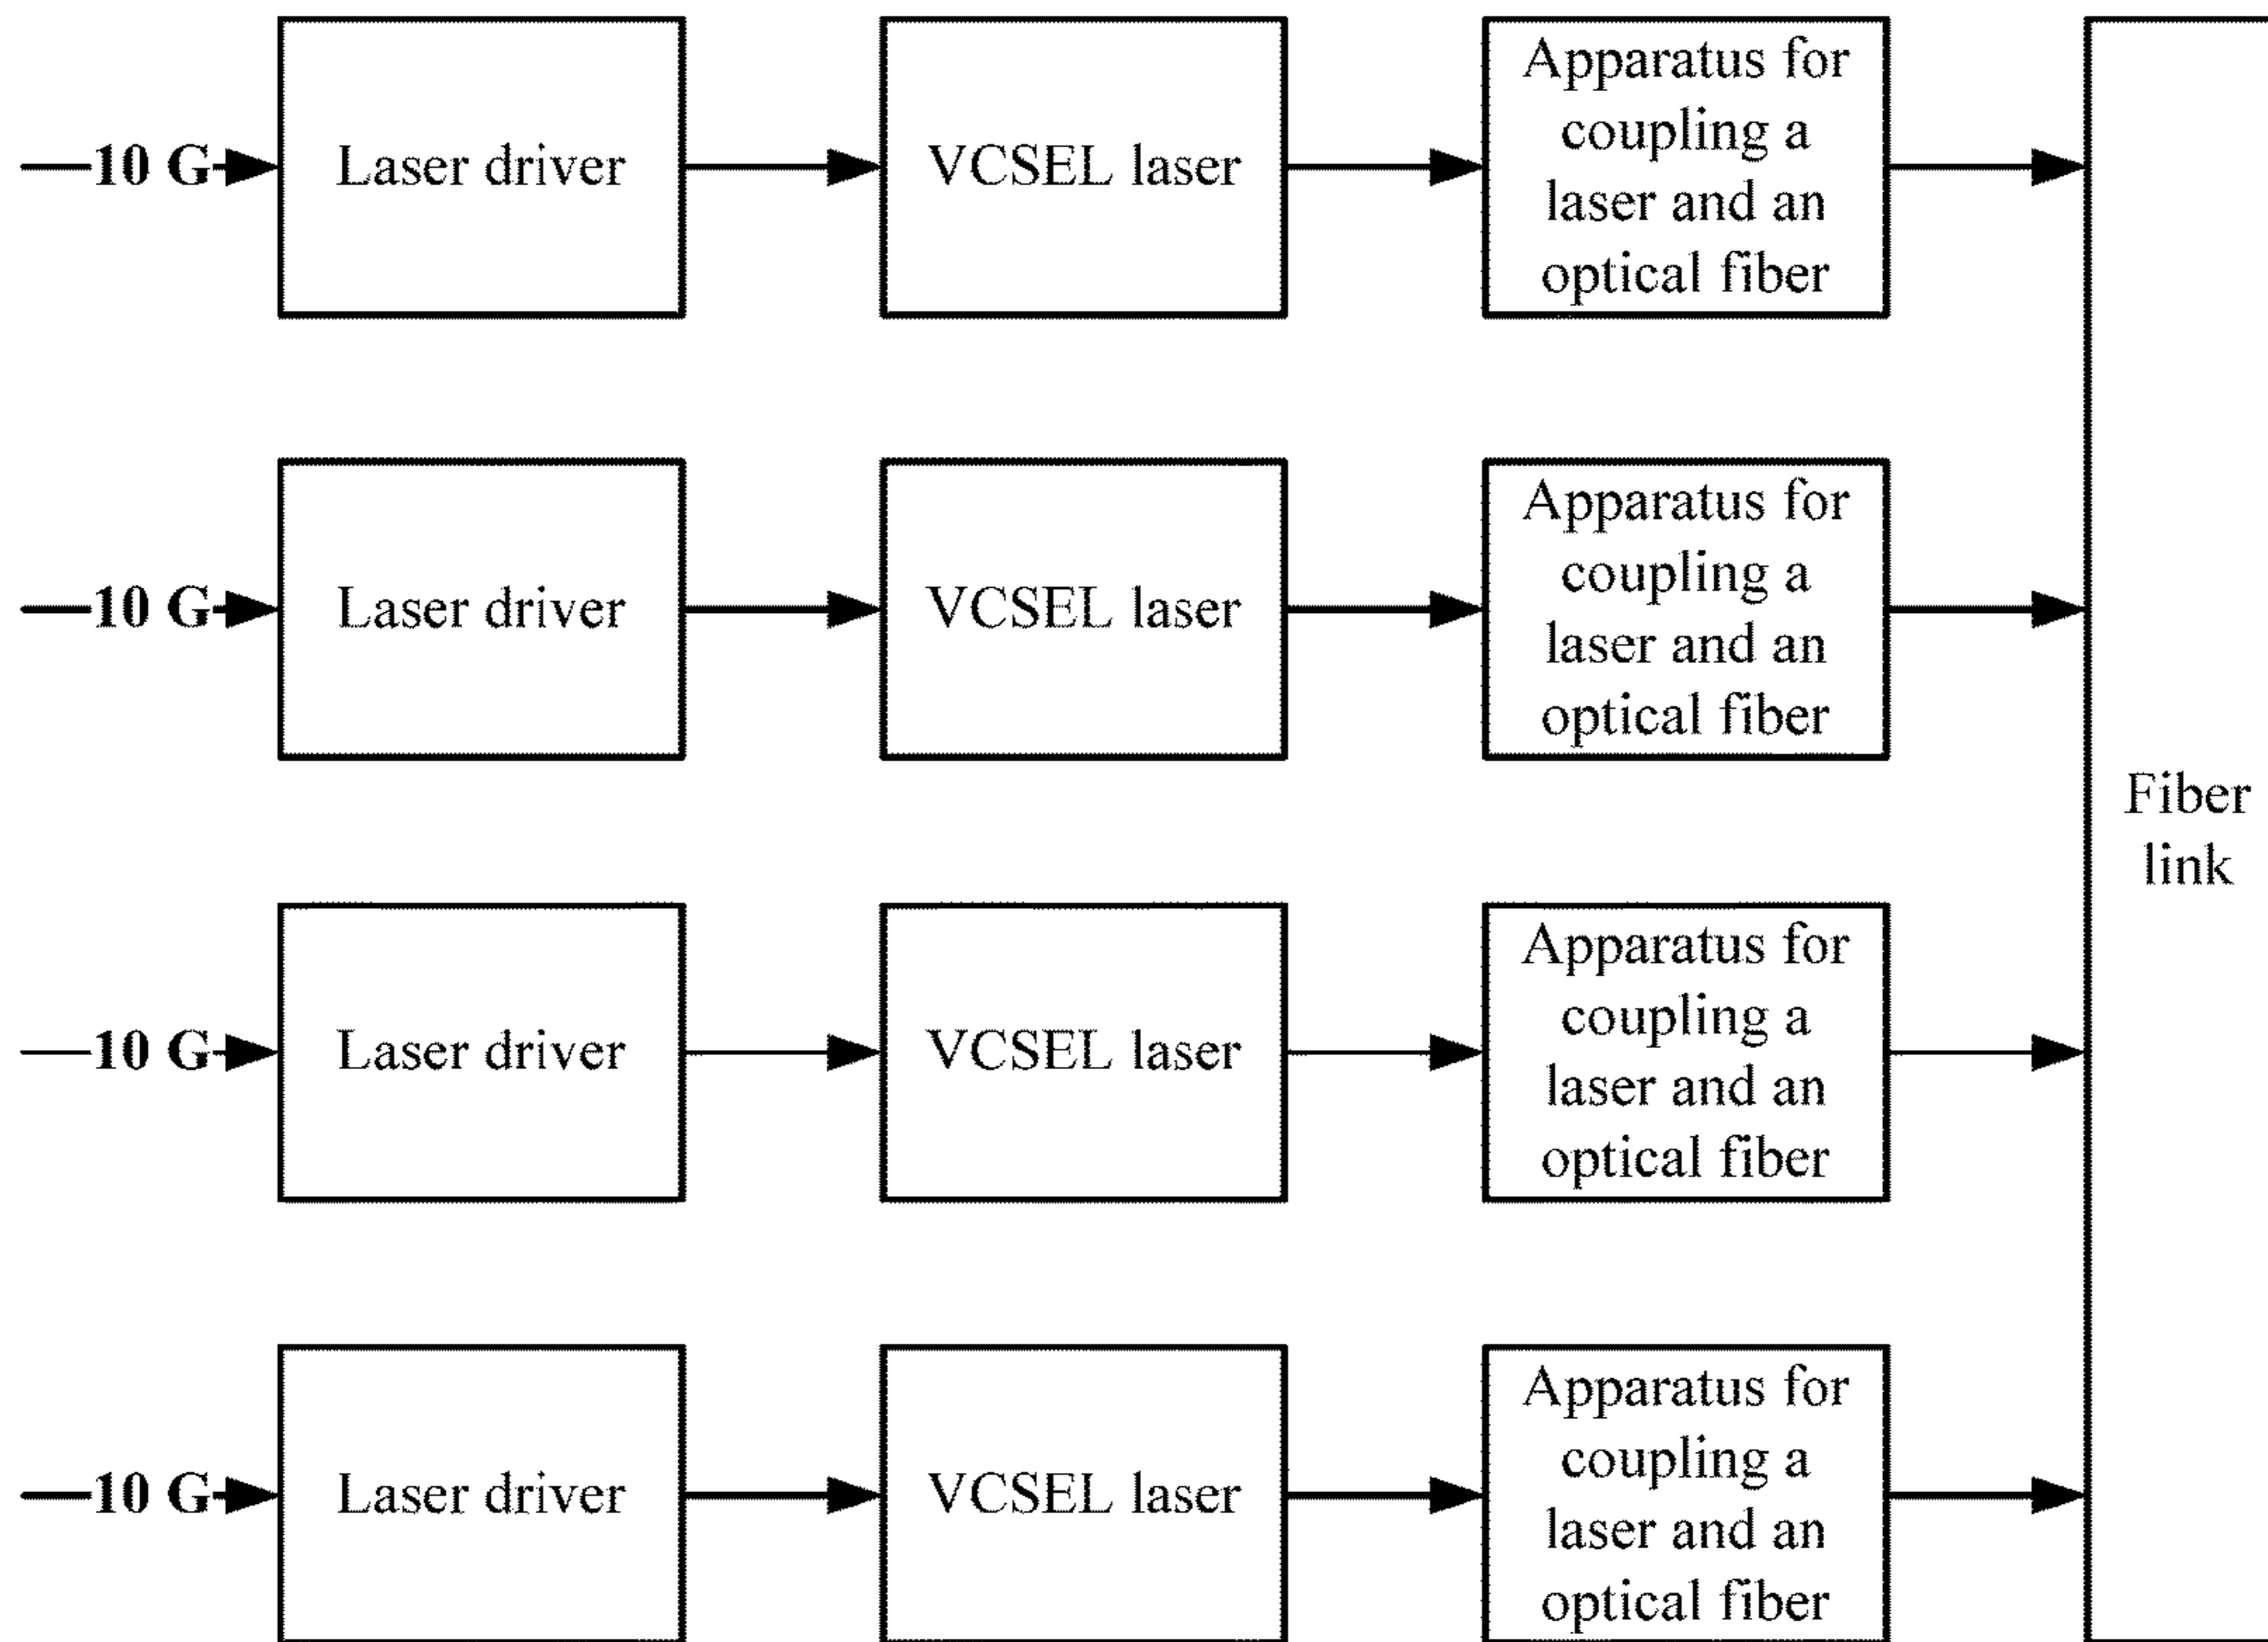 10 G
Laser driver
VCSEL laser
Apparatus for
coupling a
laser and an
optical fiber
10 G
Laser driver
VCSEL laser
Apparatus for
coupling a
laser and an
optical fiber
Fiber
link
10 G
Laser driver
VCSEL laser
Apparatus for
coupling a
laser and an
optical fiber
10 G
Laser driver
VCSEL laser
Apparatus for
coupling a
laser and an
optical fiber